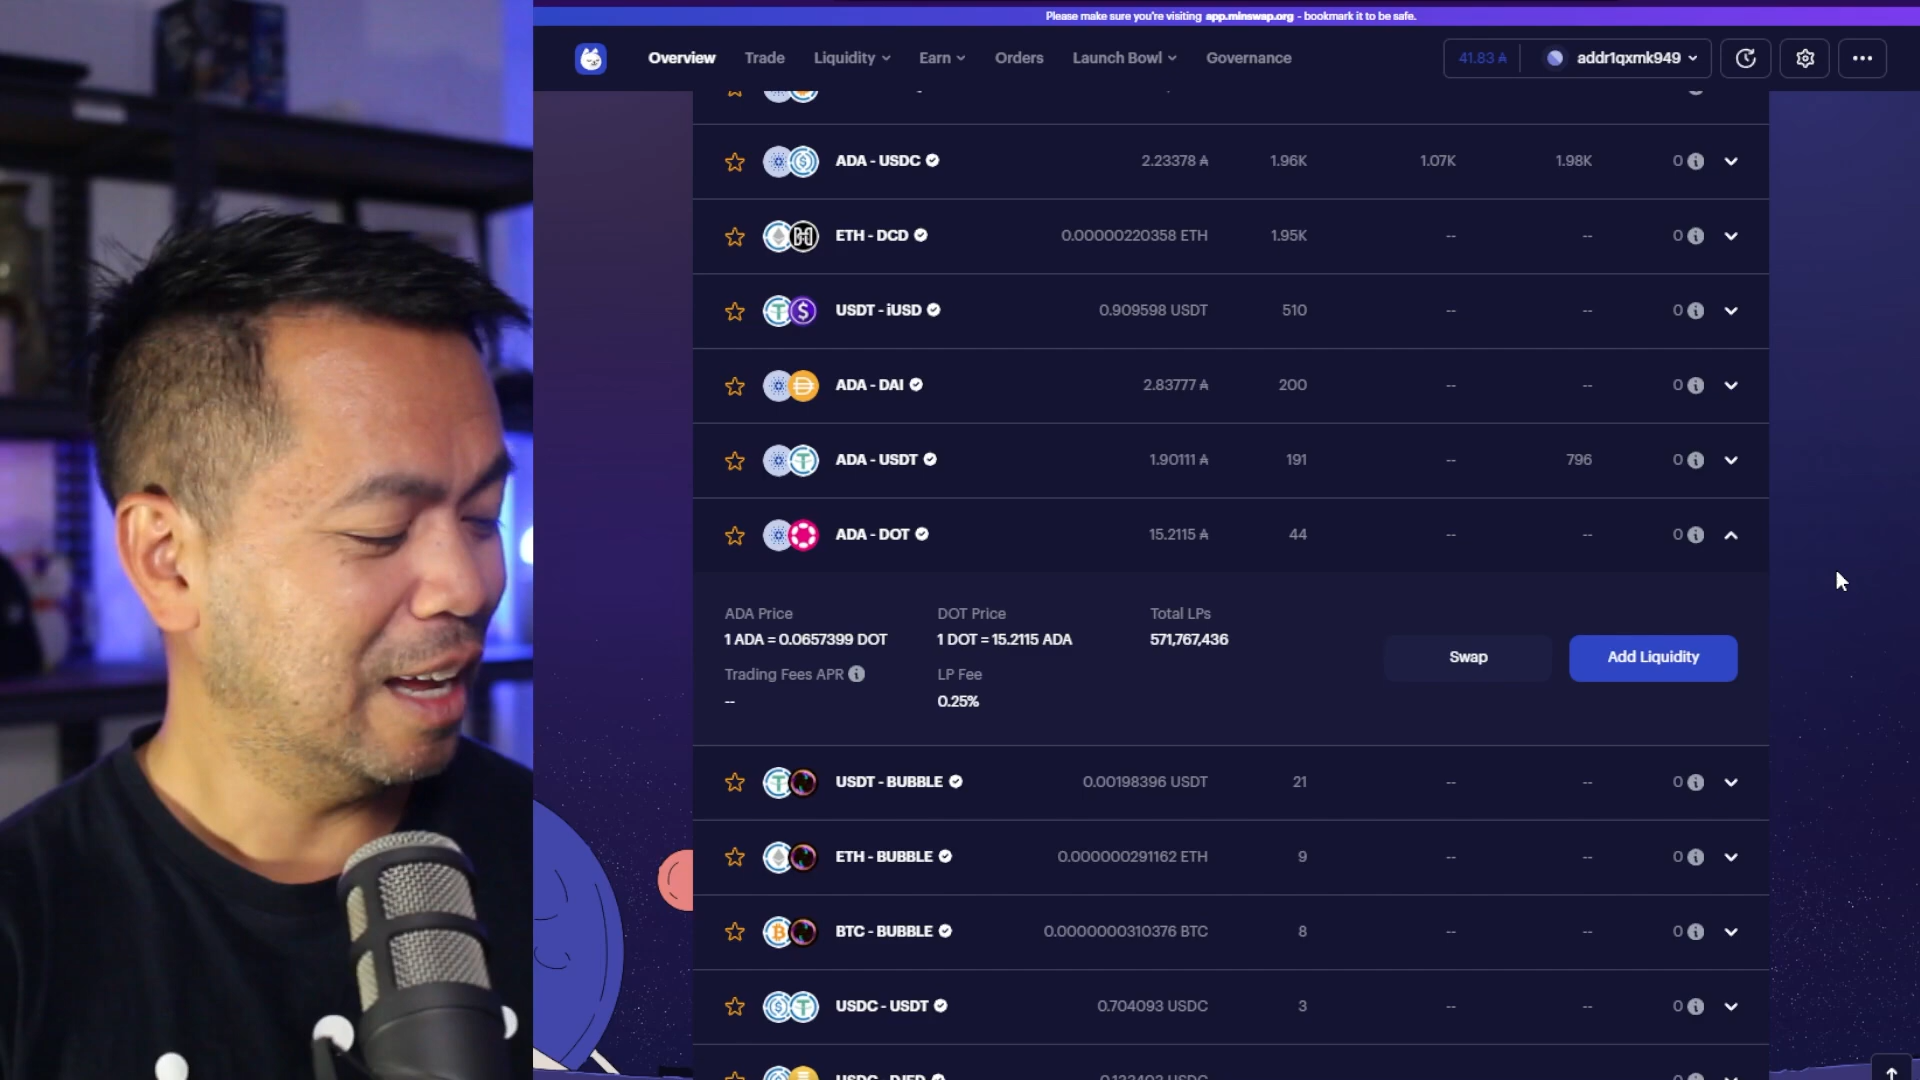 Please make sure you're visiting app.minswap.org - bookmark it to be safe.
Overview Trade Liquidity Earn Orders Launch Bowl Governance 41.83 ₳ addr1qxmk949
ADA - USDC 2.23378 ₳ 1.96K 1.07K 1.98K 0
ETH - DCD 0.00000220358 ETH 1.95K -- -- 0
USDT - iUSD 0.909598 USDT 510 -- -- 0
ADA - DAI 2.83777 ₳ 200 -- -- 0
ADA - USDT 1.90111 ₳ 191 -- 796 0
ADA - DOT 15.2115 ₳ 44 -- -- 0
ADA Price DOT Price Total LPs
1 ADA = 0.0657399 DOT 1 DOT = 15.2115 ADA 571,767,436
Swap Add Liquidity
Trading Fees APR LP Fee
-- 0.25%
USDT - BUBBLE 0.00198396 USDT 21 -- -- 0
ETH - BUBBLE 0.000000291162 ETH 9 -- -- 0
BTC - BUBBLE 0.0000000310376 BTC 8 -- -- 0
USDC - USDT 0.704093 USDC 3 -- -- 0